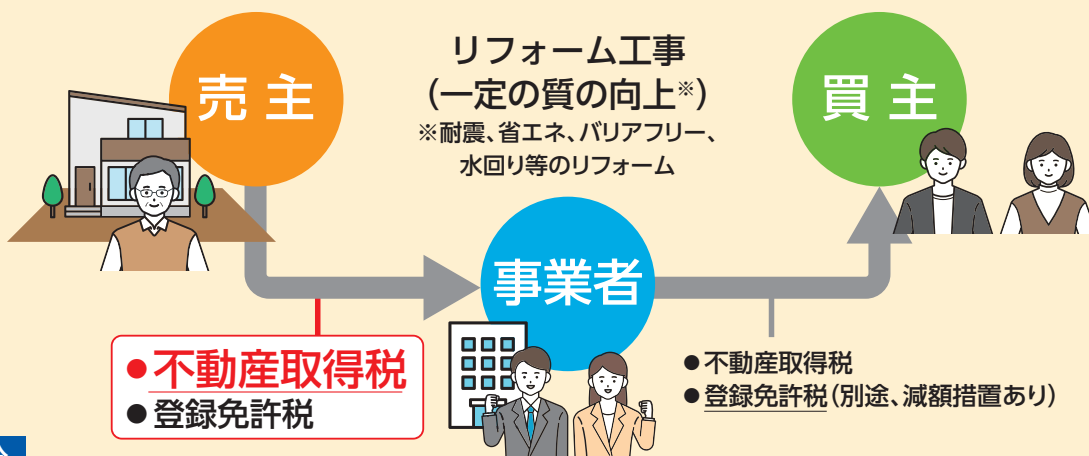 売主
リフォーム工事
(一定の質の向上※)
※耐震、省エネ、バリアフリー、
水回り等のリフォーム
買主
事業者
●不動産取得税
●登録免許税
●不動産取得税
●登録免許税(別途、減額措置あり)